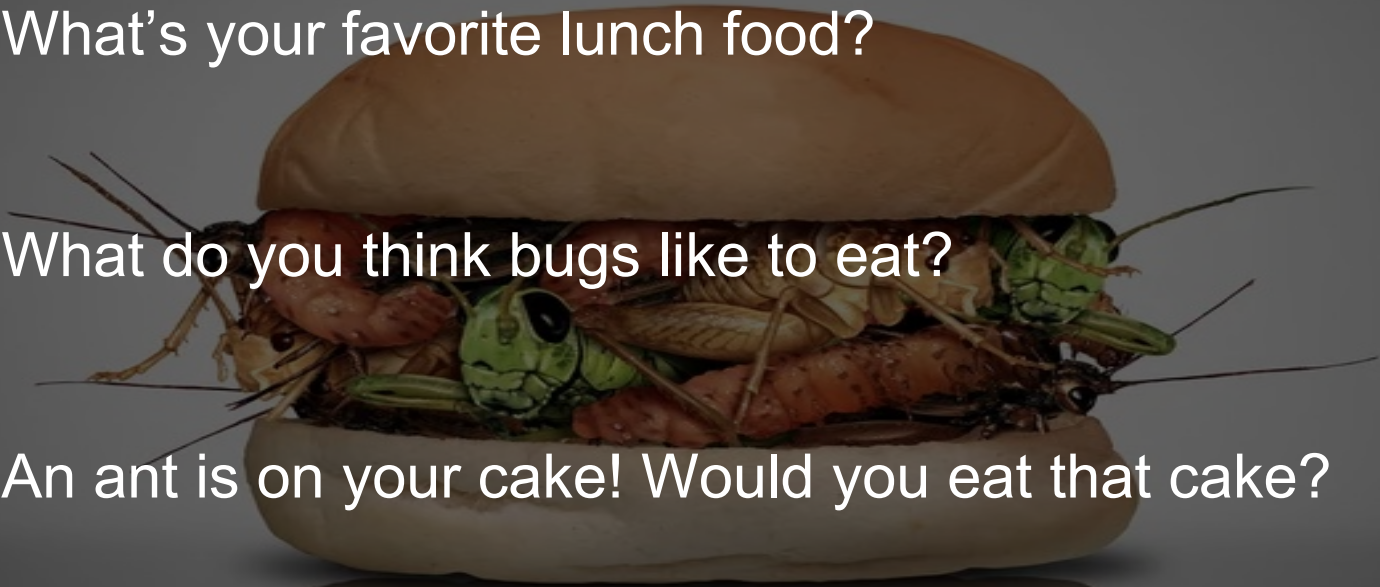 What’s your favorite lunch food?
What do you think bugs like to eat?
An ant is on your cake! Would you eat that cake?